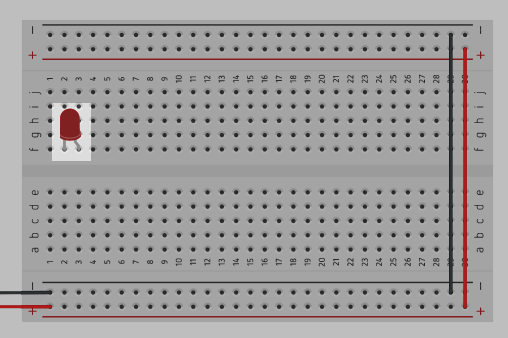 − −
+ +
1 2 3 4 5 6 7 8 9 10 11 12 13 14 15 16 17 18 19 20 21 22 23 24 25 26 27 28
j j
i i
h h
g g
f f
e e
d d
c c
b b
a a
1 2 3 4 5 6 7 8 9 10 11 12 13 14 15 16 17 18 19 20 21 22 23 24 25 26 27 28
− −
+ +